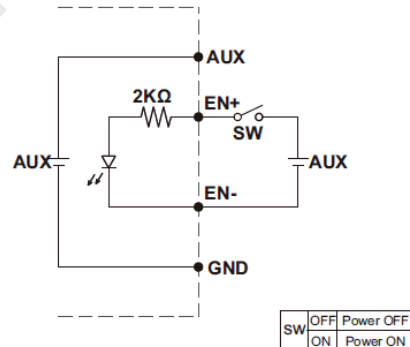 AUX
2KΩ
EN+
SW
AUX
AUX
EN-
GND
SW OFF Power OFF
ON Power ON